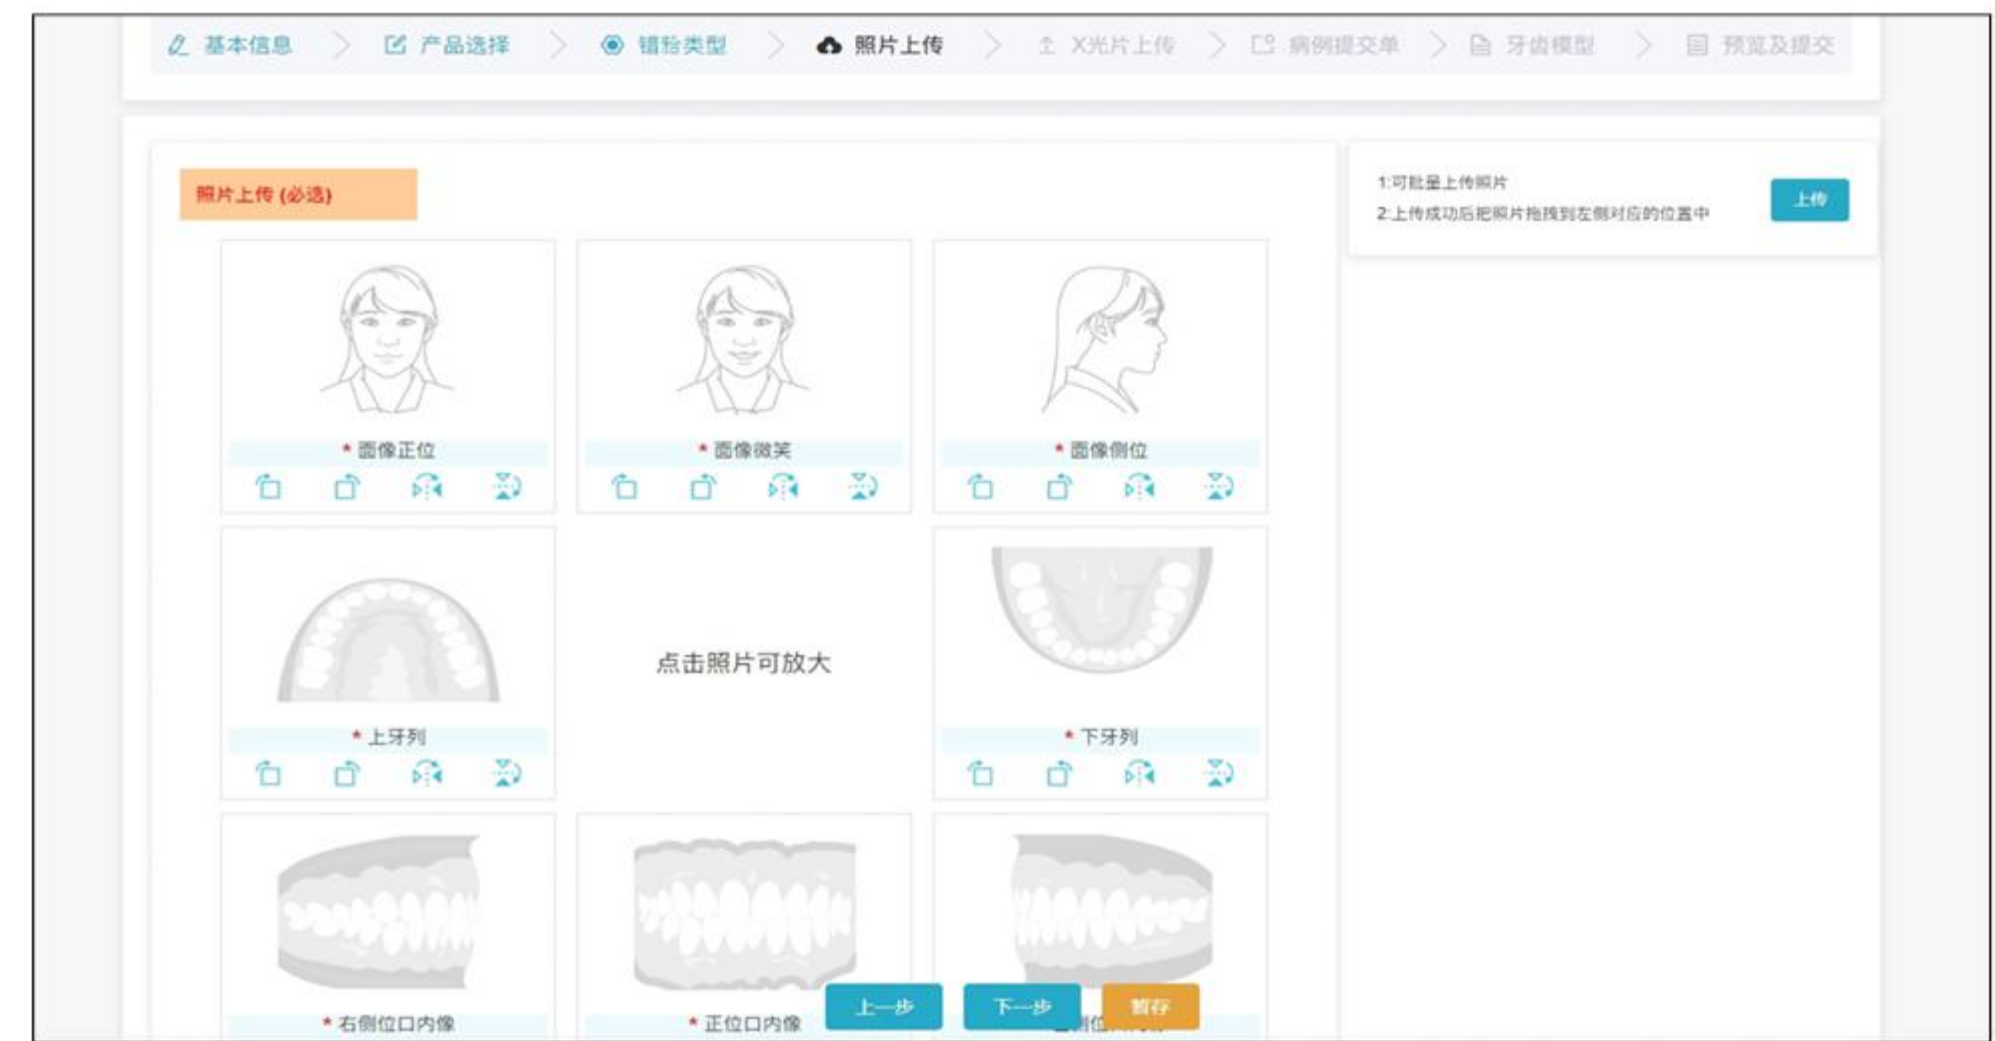 基本信息 产品选择 错𬌗类型 照片上传 X光片上传 病例提交单 牙齿模型 预览及提交
照片上传 (必选)
1:可批量上传照片
2:上传成功后把照片拖拽到左侧对应的位置中
上传
* 面像正位
* 面像微笑
* 面像侧位
* 上牙列
点击照片可放大
* 下牙列
* 右侧位口内像
* 正位口内像
上一步
下一步
暂存